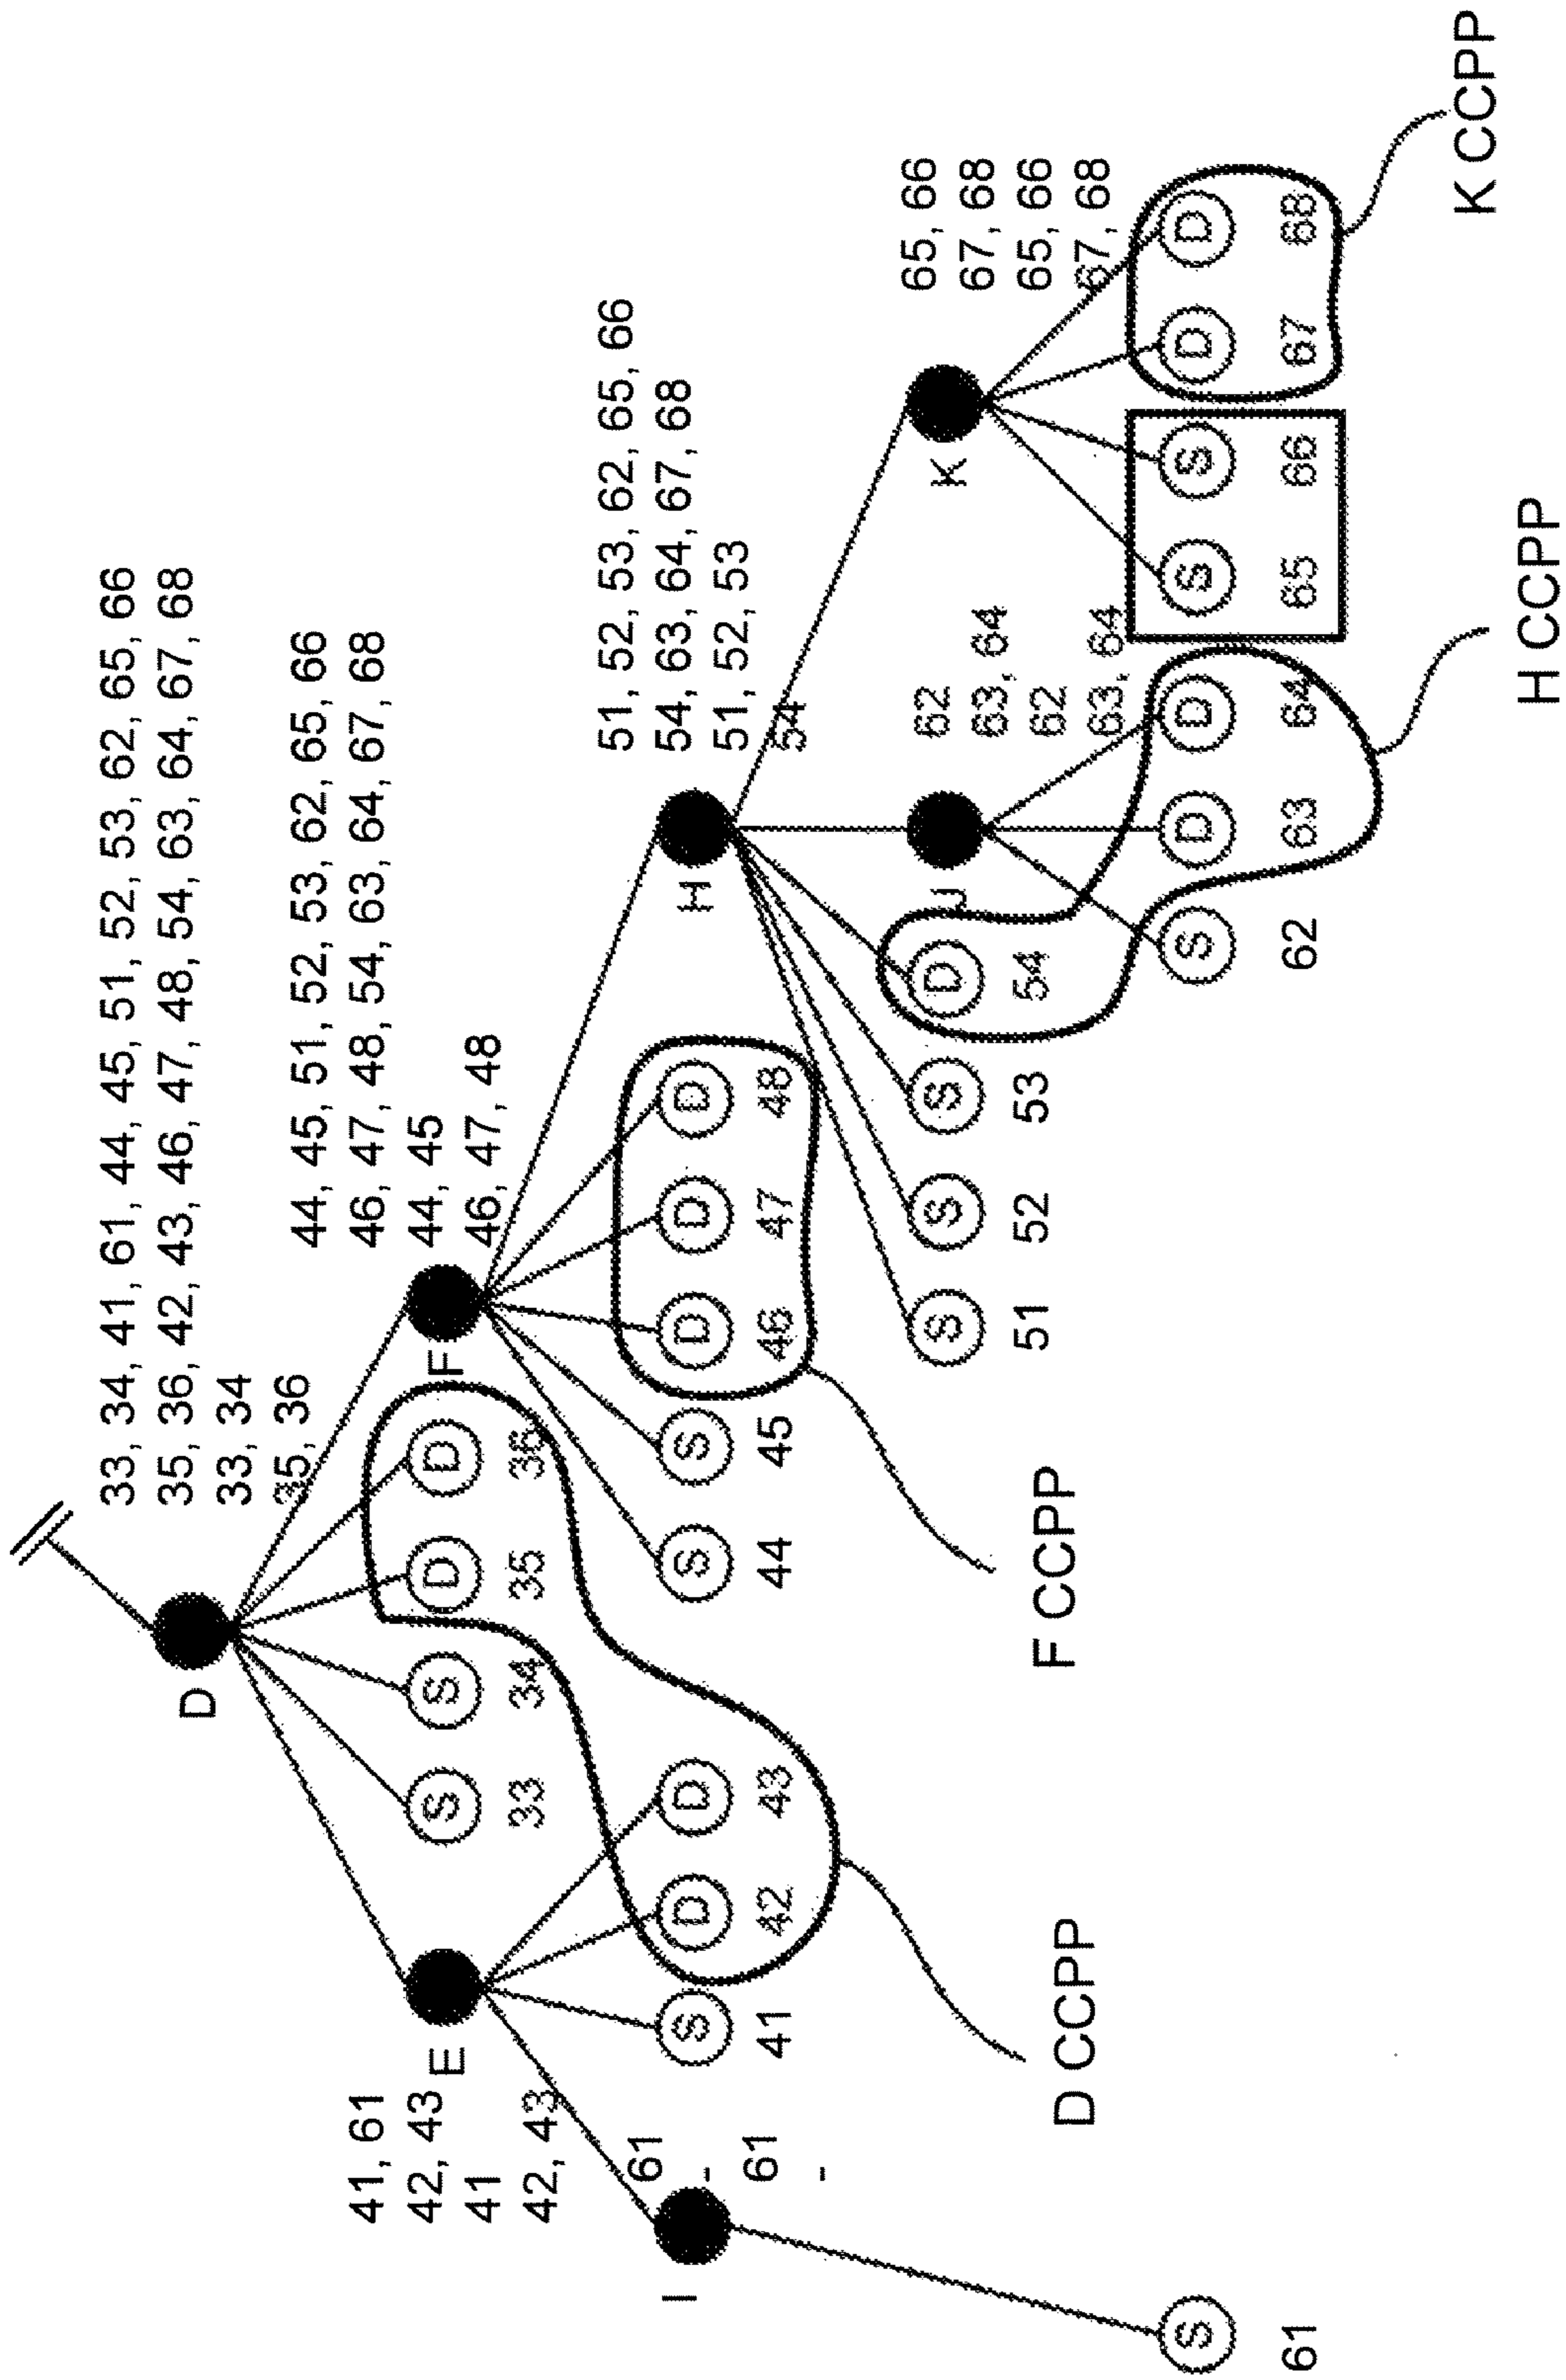 D
33, 34, 41, 61, 44, 45, 51, 52, 53, 62, 65, 66
35, 36, 42, 43, 46, 47, 48, 54, 63, 64, 67, 68
33, 34
35, 36
E
41, 61
42, 43
41
42, 43
S
33
S
34
D
35
D
36
F
44, 45, 51, 52, 53, 62, 65, 66
46, 47, 48, 54, 63, 64, 67, 68
44, 45
46, 47, 48
I
61
-
61
-
S
41
D
42
D
43
S
44
S
45
D
46
D
47
D
48
H
51, 52, 53, 62, 65, 66
54, 63, 64, 67, 68
51, 52, 53
54
S
51
S
52
S
53
D
54
J
62
63, 64
62
63, 64
K
65, 66
67, 68
65, 66
67, 68
S
61
S
62
D
63
D
64
S
65
S
66
D
67
D
68
D CCPP
F CCPP
H CCPP
K CCPP